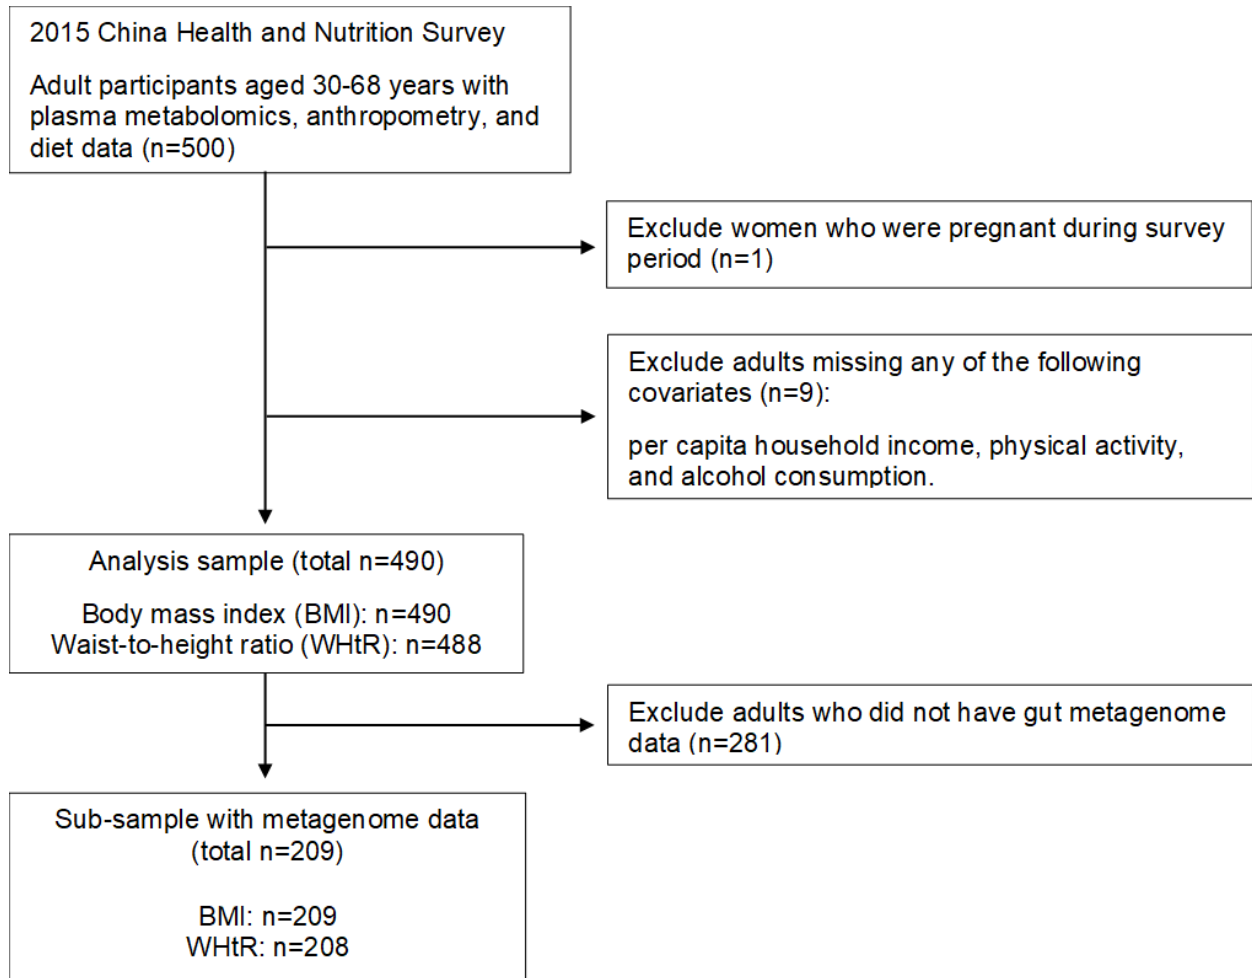 2015 China Health and Nutrition Survey
Adult participants aged 30-68 years with
plasma metabolomics, anthropometry, and
diet data (n=500)
Exclude women who were pregnant during survey
period (n=1)
Exclude adults missing any of the following
covariates (n=9):
per capita household income, physical activity,
and alcohol consumption.
Analysis sample (total n=490)
Body mass index (BMI): n=490
Waist-to-height ratio (WHtR): n=488
Exclude adults who did not have gut metagenome
data (n=281)
Sub-sample with metagenome data
(total n=209)
BMI: n=209
WHtR: n=208